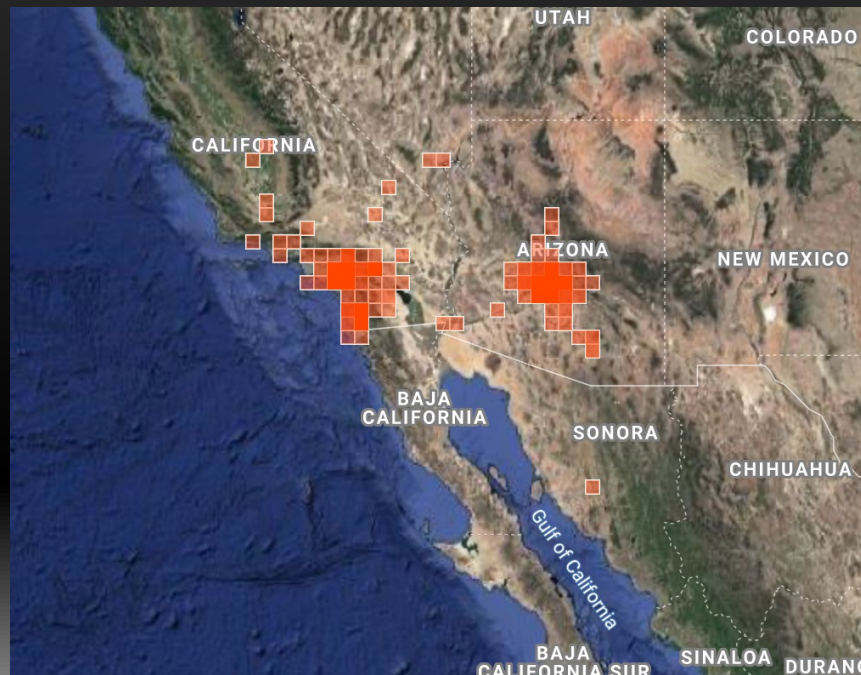 UTAH
COLORADO
CALIFORNIA
ARIZONA
NEW MEXICO
BAJA
CALIFORNIA
SONORA
CHIHUAHUA
Gulf of California
BAJA
CALIFORNIA SUR
SINALOA
DURANG